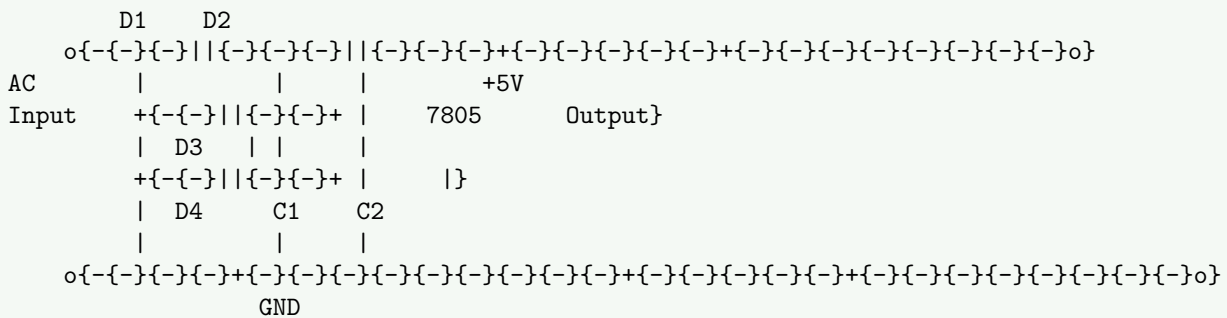 D1 D2
o{-{-}{-}||{-}{-}{-}||{-}{-}{-}+{-}{-}{-}{-}{-}+{-}{-}{-}{-}{-}{-}{-}{-}o}
AC | | | +5V
Input +{-{-}||{-}{-}+ | 7805 Output}
| D3 | | |
+{-{-}||{-}{-}+ | |}
| D4 C1 C2
| | |
o{-{-}{-}{-}+{-}{-}{-}{-}{-}{-}{-}{-}{-}+{-}{-}{-}{-}{-}+{-}{-}{-}{-}{-}{-}{-}{-}o}
GND